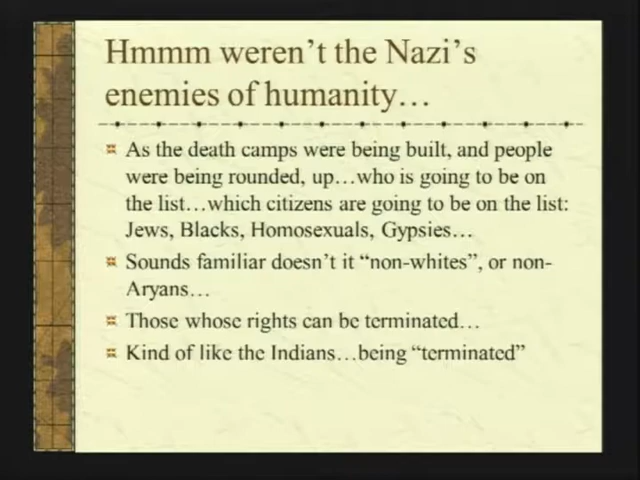 Hmmm weren't the Nazi's
enemies of humanity…
As the death camps were being built, and people
were being rounded, up…who is going to be on
the list…which citizens are going to be on the list:
Jews, Blacks, Homosexuals, Gypsies…
Sounds familiar doesn't it “non-whites”, or non-
Aryans…
Those whose rights can be terminated…
Kind of like the Indians…being “terminated”